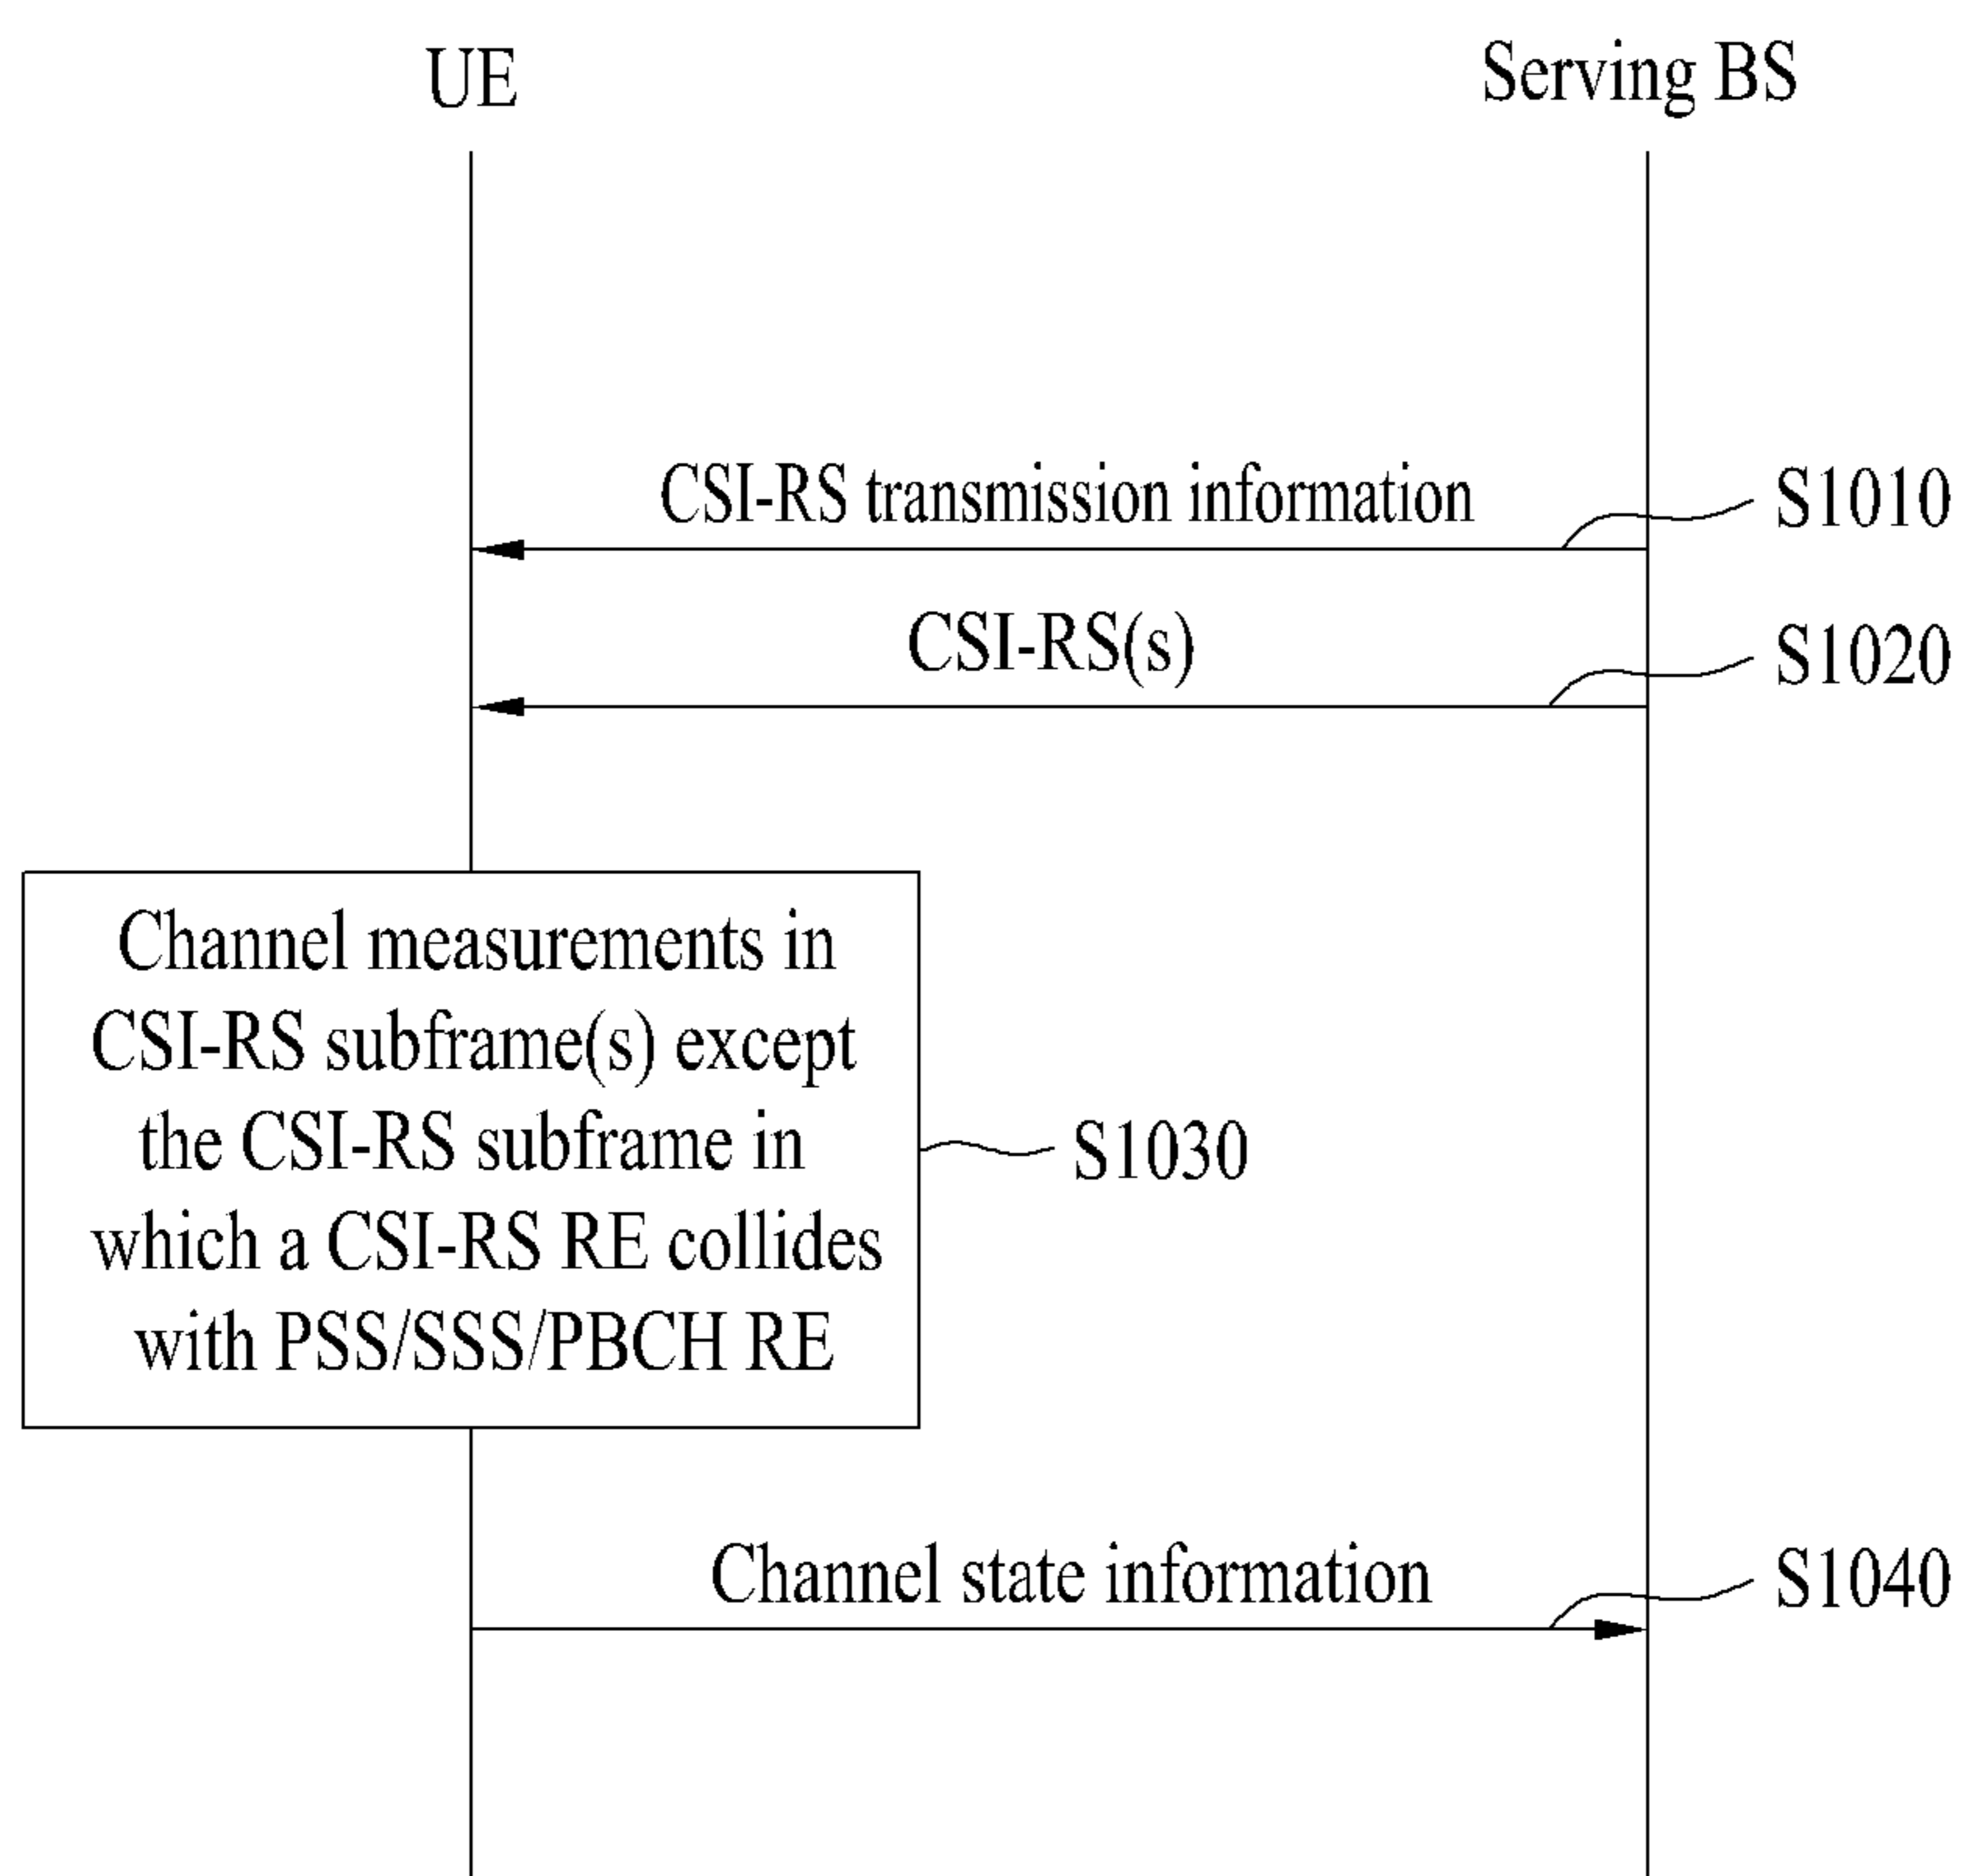 UE
Serving BS
CSI-RS transmission information
S1010
CSI-RS(s)
S1020
Channel measurements in
CSI-RS subframe(s) except
the CSI-RS subframe in
which a CSI-RS RE collides
with PSS/SSS/PBCH RE
S1030
Channel state information
S1040